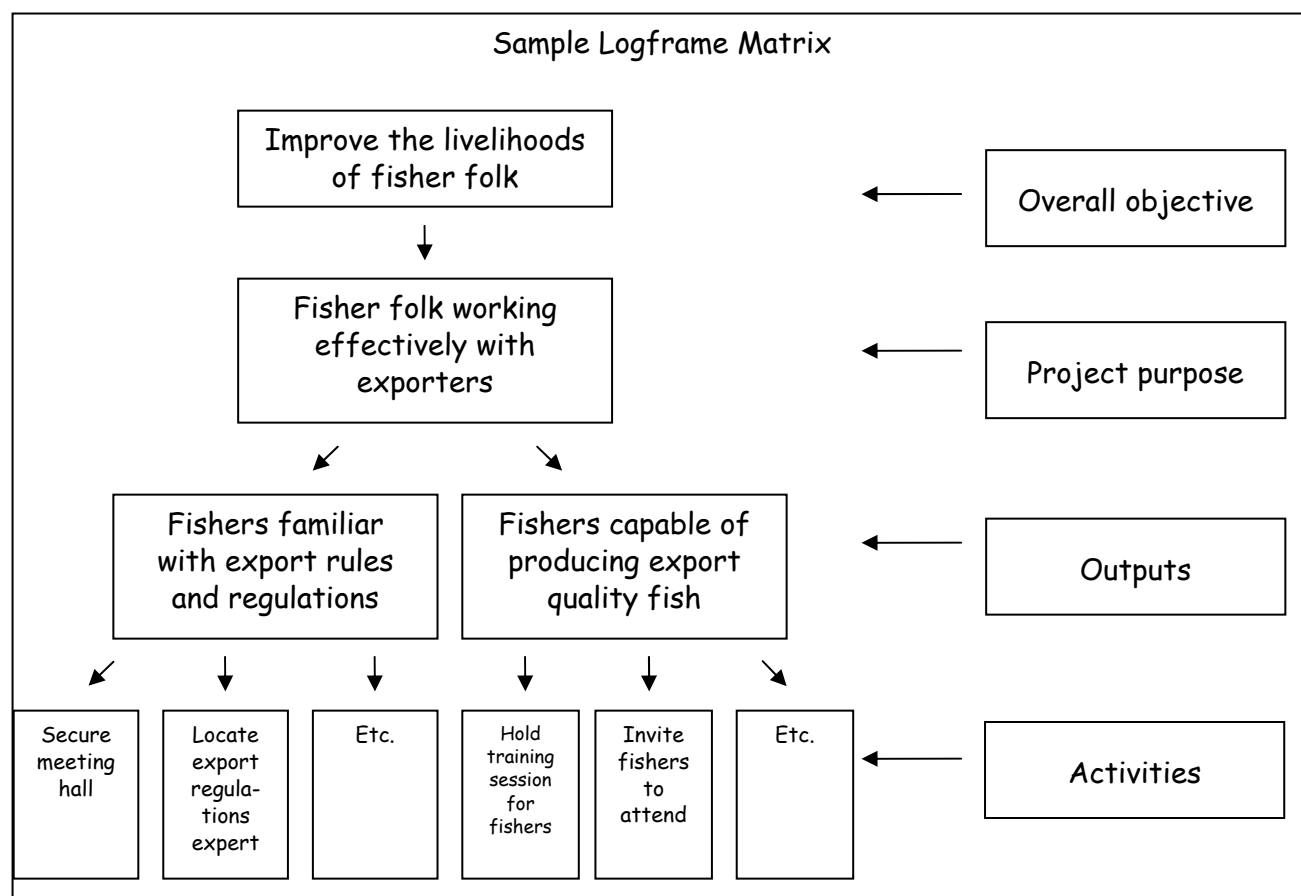 Sample Logframe Matrix
Improve the livelihoods
of fisher folk
Overall objective
Fisher folk working
effectively with
exporters
Project purpose
Fishers familiar
with export rules
and regulations
Fishers capable of
producing export
quality fish
Outputs
Secure
meeting
hall
Locate
export
regula-
tions
expert
Etc.
Hold
training
session
for
fishers
Invite
fishers
to
attend
Etc.
Activities